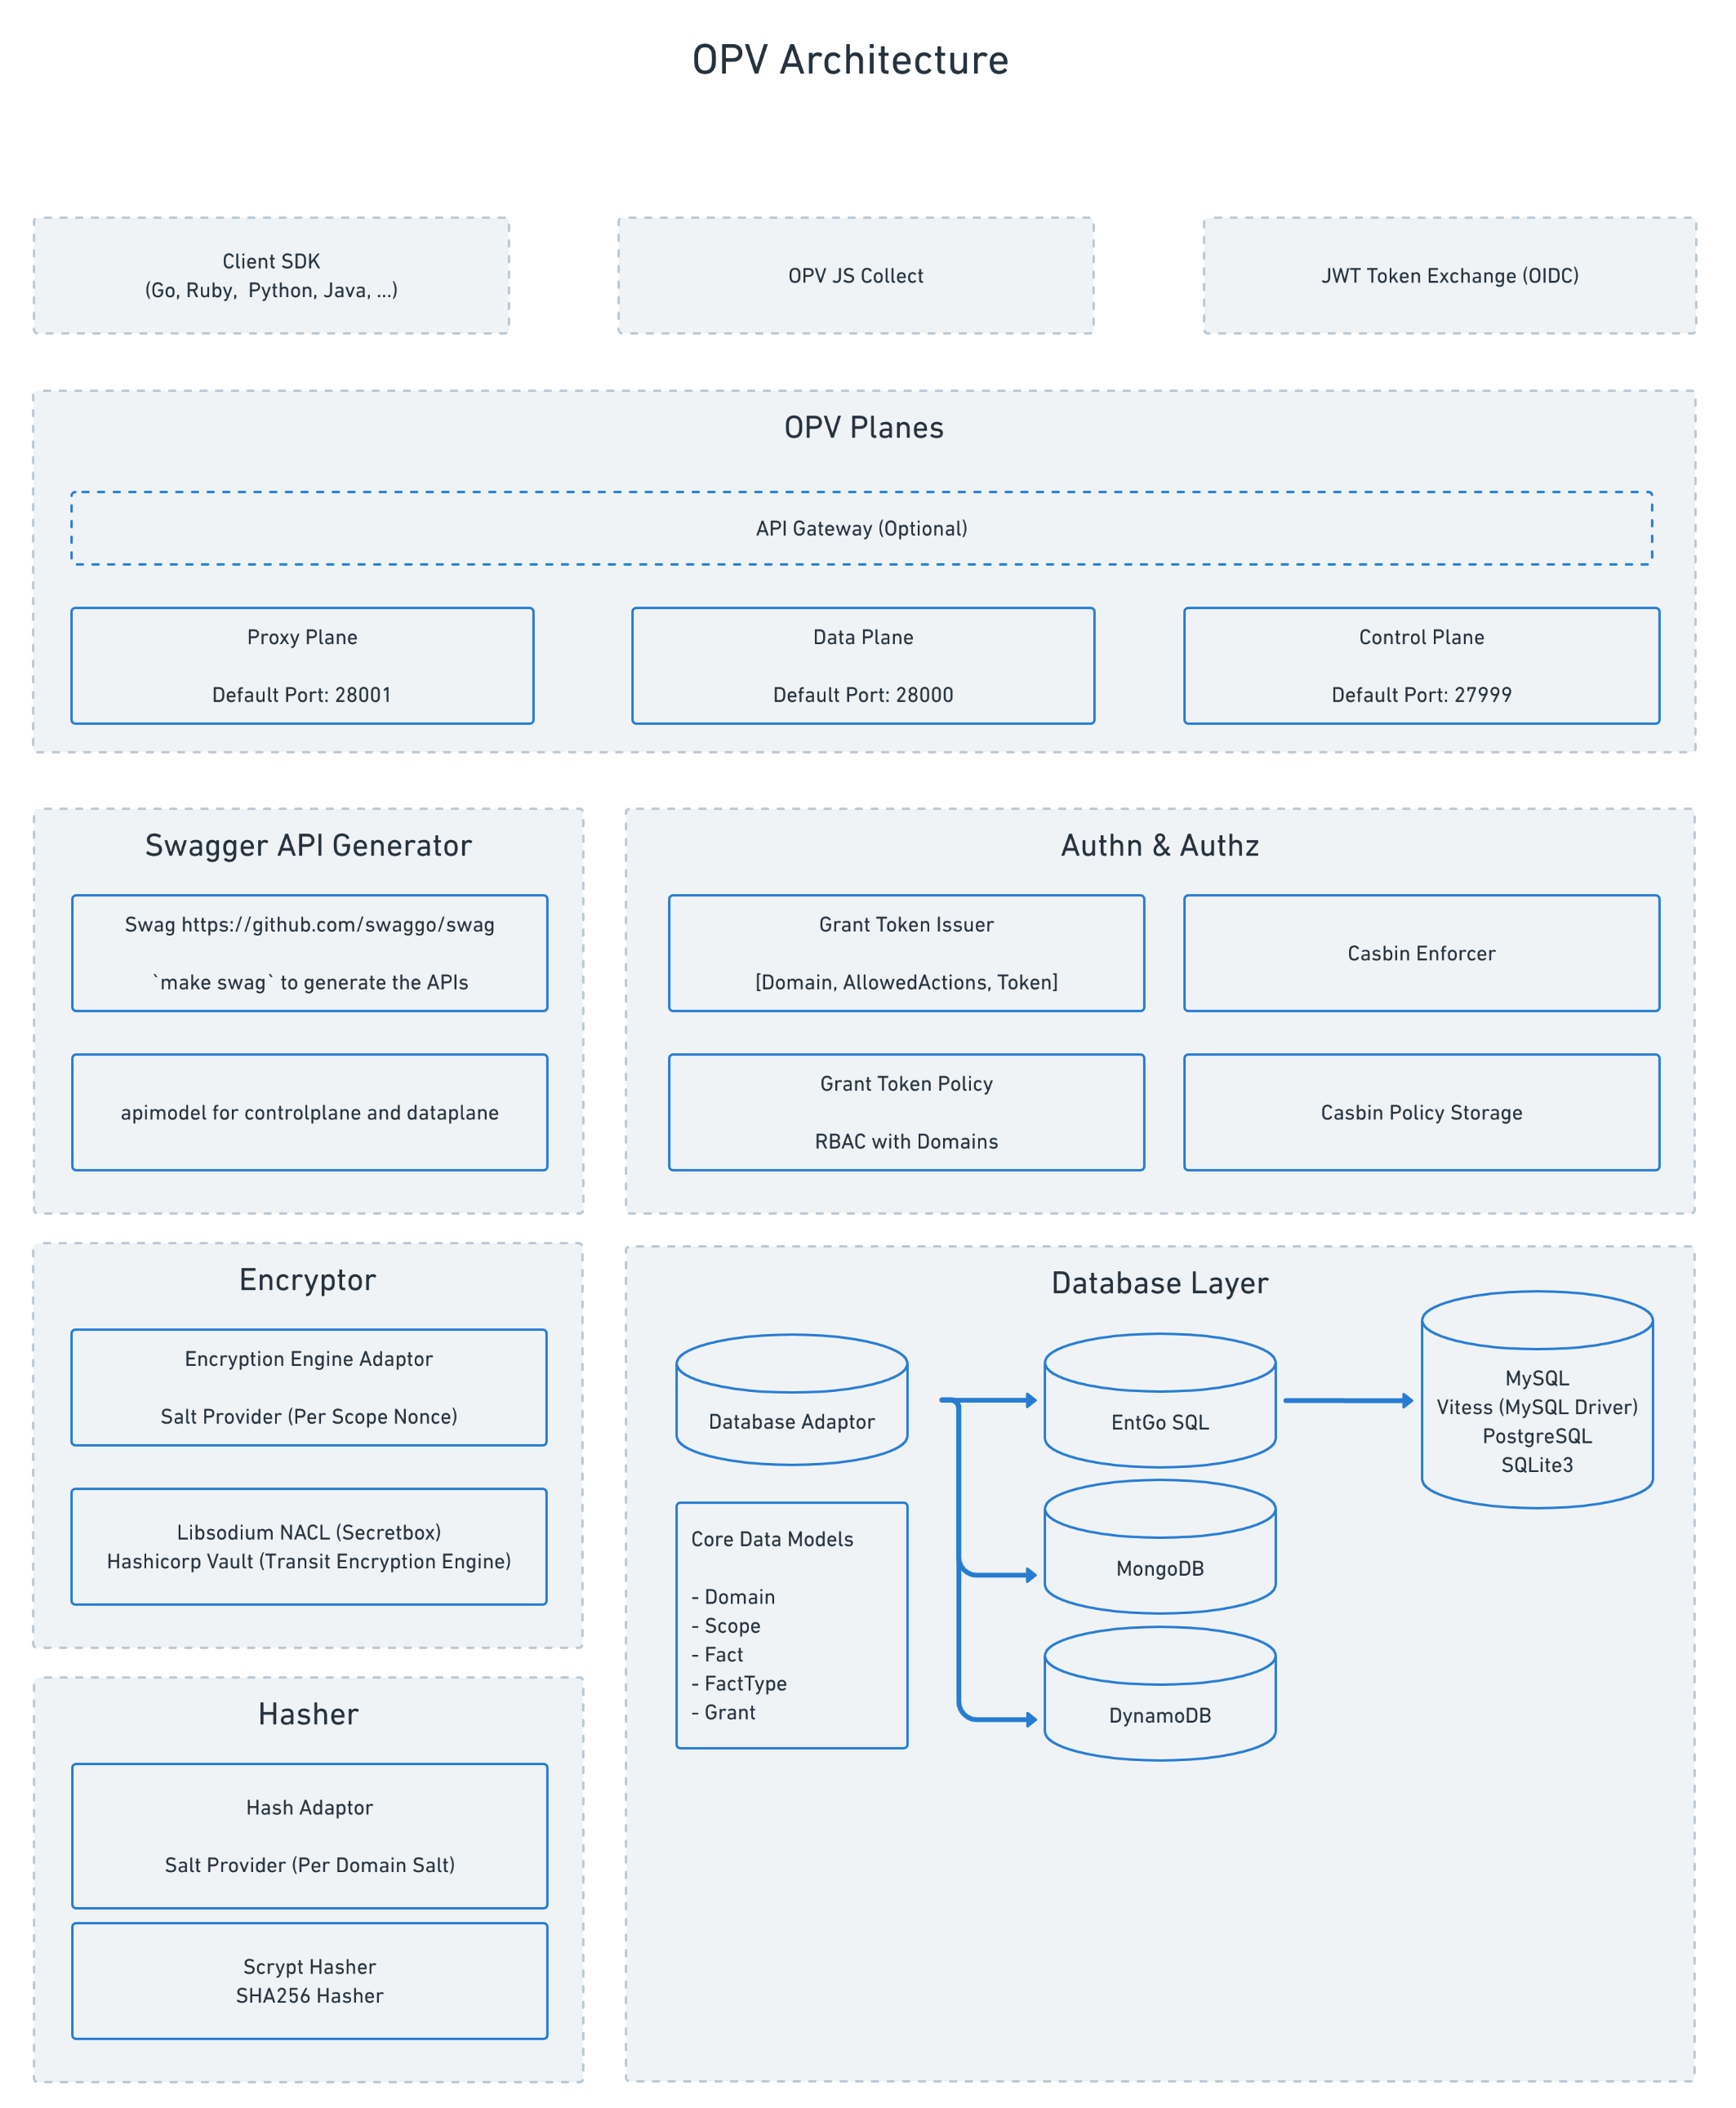 OPV Architecture
Client SDK
(Go, Ruby, Python, Java, ...)
OPV JS Collect
JWT Token Exchange (OIDC)
OPV Planes
API Gateway (Optional)
Proxy Plane
Default Port: 28001
Data Plane
Default Port: 28000
Control Plane
Default Port: 27999
Swagger API Generator
Swag https://github.com/swaggo/swag
`make swag` to generate the APIs
apimodel for controlplane and dataplane
Authn & Authz
Grant Token Issuer
[Domain, AllowedActions, Token]
Casbin Enforcer
Grant Token Policy
RBAC with Domains
Casbin Policy Storage
Encryptor
Encryption Engine Adaptor
Salt Provider (Per Scope Nonce)
Libsodium NACL (Secretbox)
Hashicorp Vault (Transit Encryption Engine)
Database Layer
Database Adaptor
EntGo SQL
MySQL
Vitess (MySQL Driver)
PostgreSQL
SQLite3
Core Data Models
- Domain
- Scope
- Fact
- FactType
- Grant
MongoDB
DynamoDB
Hasher
Hash Adaptor
Salt Provider (Per Domain Salt)
Scrypt Hasher
SHA256 Hasher